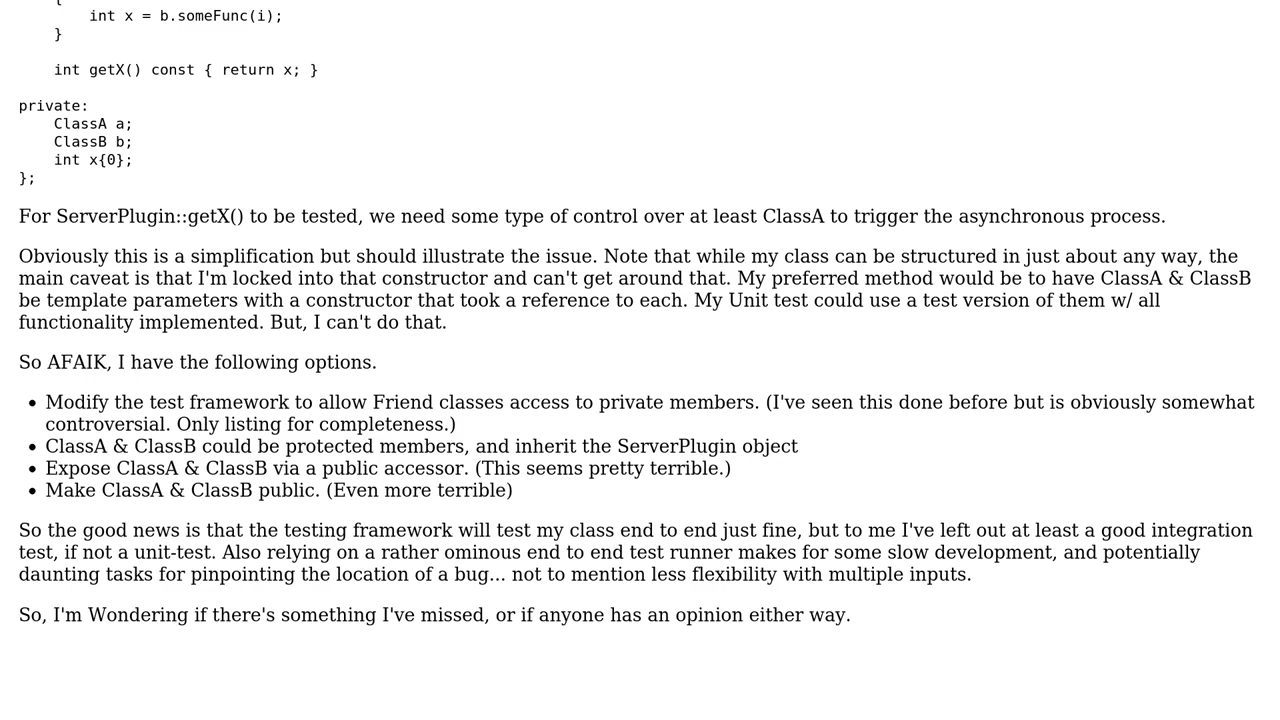 {
        int x = b.someFunc(i);
    }

    int getX() const { return x; }

private:
    ClassA a;
    ClassB b;
    int x{0};
};
For ServerPlugin::getX() to be tested, we need some type of control over at least ClassA to trigger the asynchronous process.
Obviously this is a simplification but should illustrate the issue. Note that while my class can be structured in just about any way, the
main caveat is that I'm locked into that constructor and can't get around that. My preferred method would be to have ClassA & ClassB
be template parameters with a constructor that took a reference to each. My Unit test could use a test version of them w/ all
functionality implemented. But, I can't do that.
So AFAIK, I have the following options.
• Modify the test framework to allow Friend classes access to private members. (I've seen this done before but is obviously somewhat
controversial. Only listing for completeness.)
• ClassA & ClassB could be protected members, and inherit the ServerPlugin object
• Expose ClassA & ClassB via a public accessor. (This seems pretty terrible.)
• Make ClassA & ClassB public. (Even more terrible)
So the good news is that the testing framework will test my class end to end just fine, but to me I've left out at least a good integration
test, if not a unit-test. Also relying on a rather ominous end to end test runner makes for some slow development, and potentially
daunting tasks for pinpointing the location of a bug... not to mention less flexibility with multiple inputs.
So, I'm Wondering if there's something I've missed, or if anyone has an opinion either way.